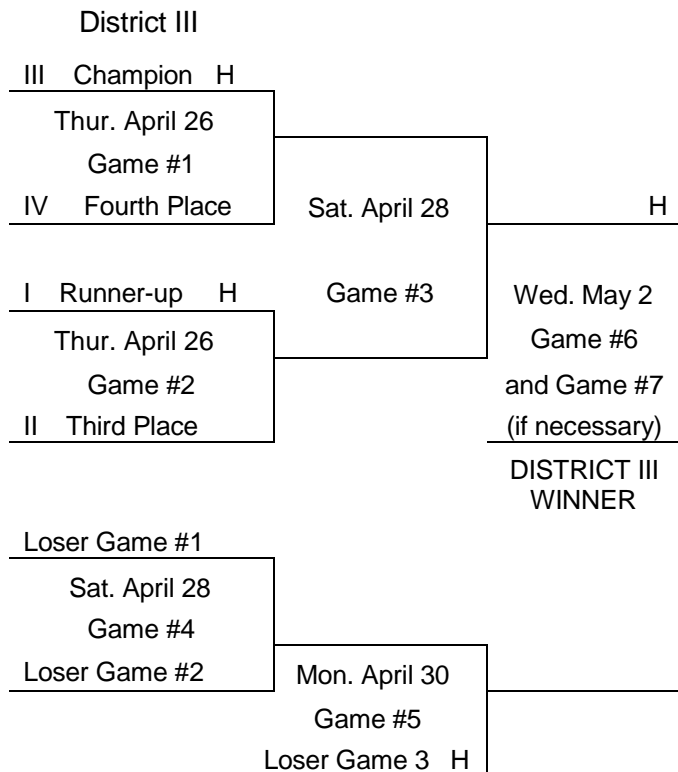 District III
III Champion H
Thur. April 26
Game #1
IV Fourth Place
Sat. April 28
H
I Runner-up H
Game #3
Wed. May 2
Thur. April 26
Game #6
Game #2
and Game #7
II Third Place
(if necessary)
DISTRICT III
WINNER
Loser Game #1
Sat. April 28
Game #4
Loser Game #2
Mon. April 30
Game #5
Loser Game 3 H